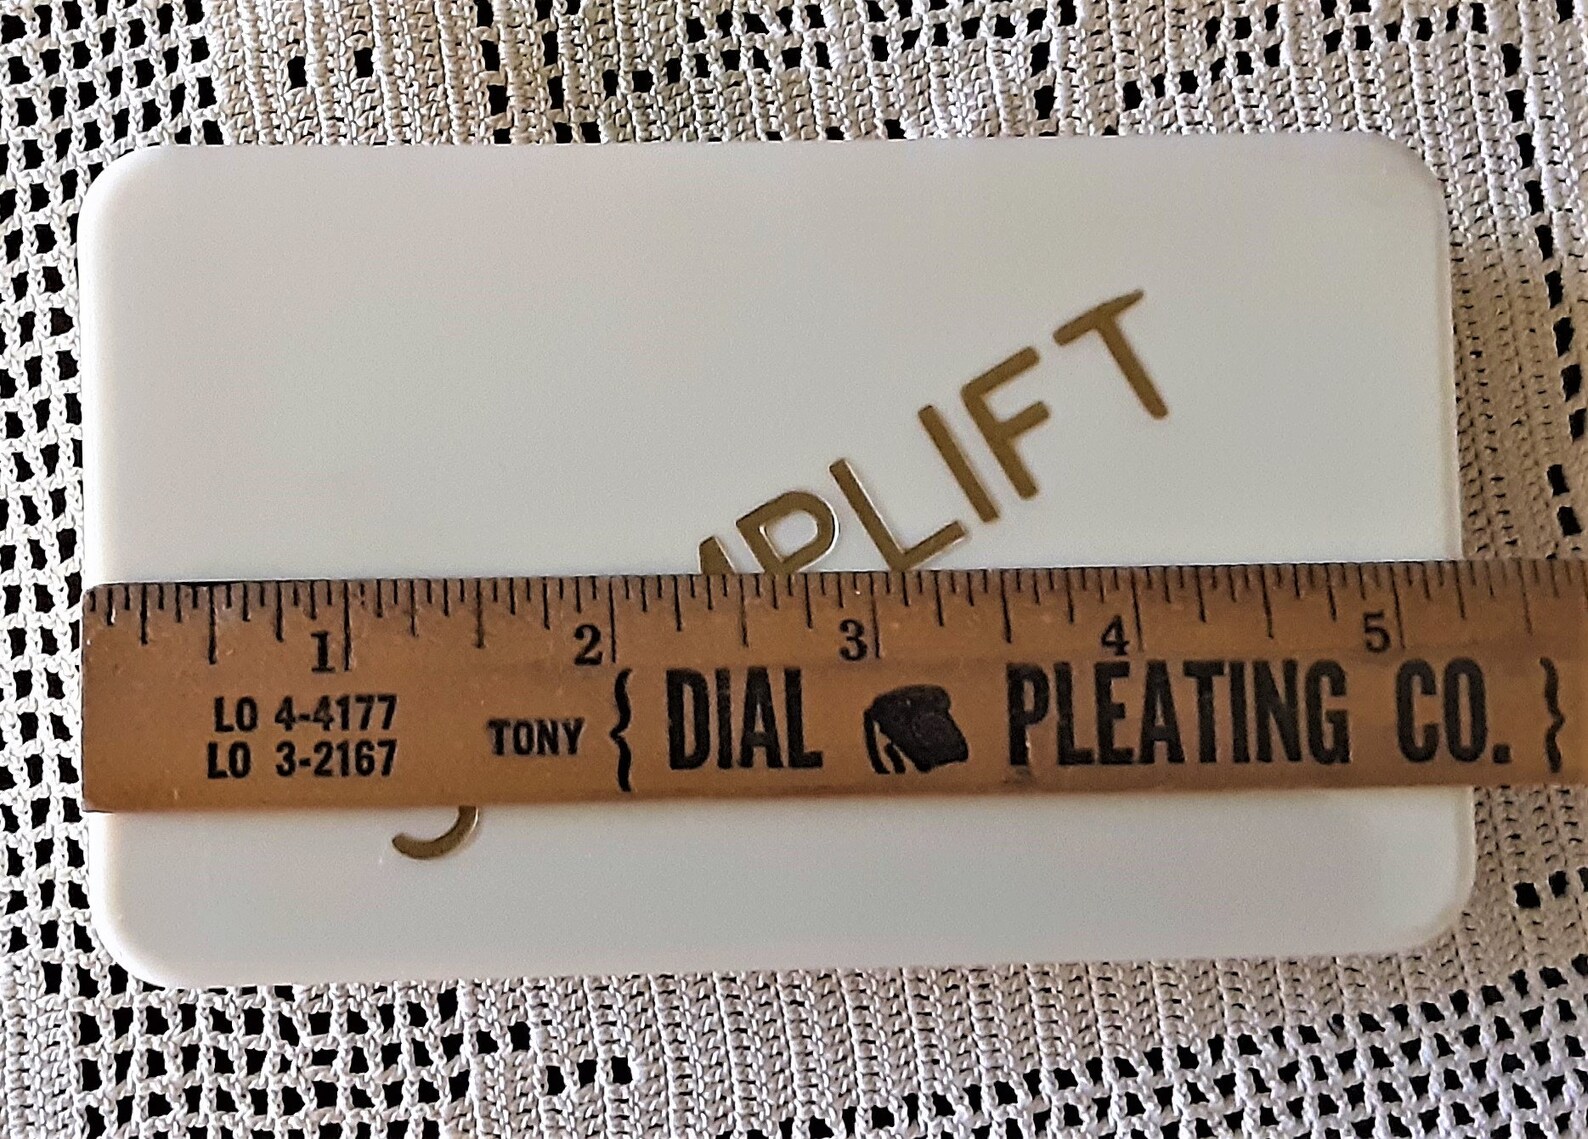 PLIFT
1 2 3 4 5
LO 4-4177
LO 3-2167
TONY { DIAL PLEATING CO. }